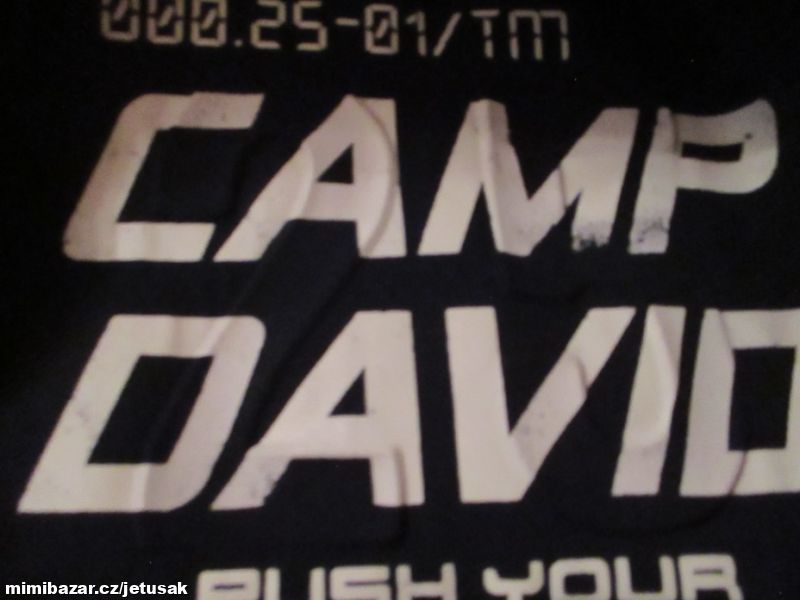 000.25-01/TM
CAMP
DAVID
PUSH YOUR
mimibazar.cz/jetusak